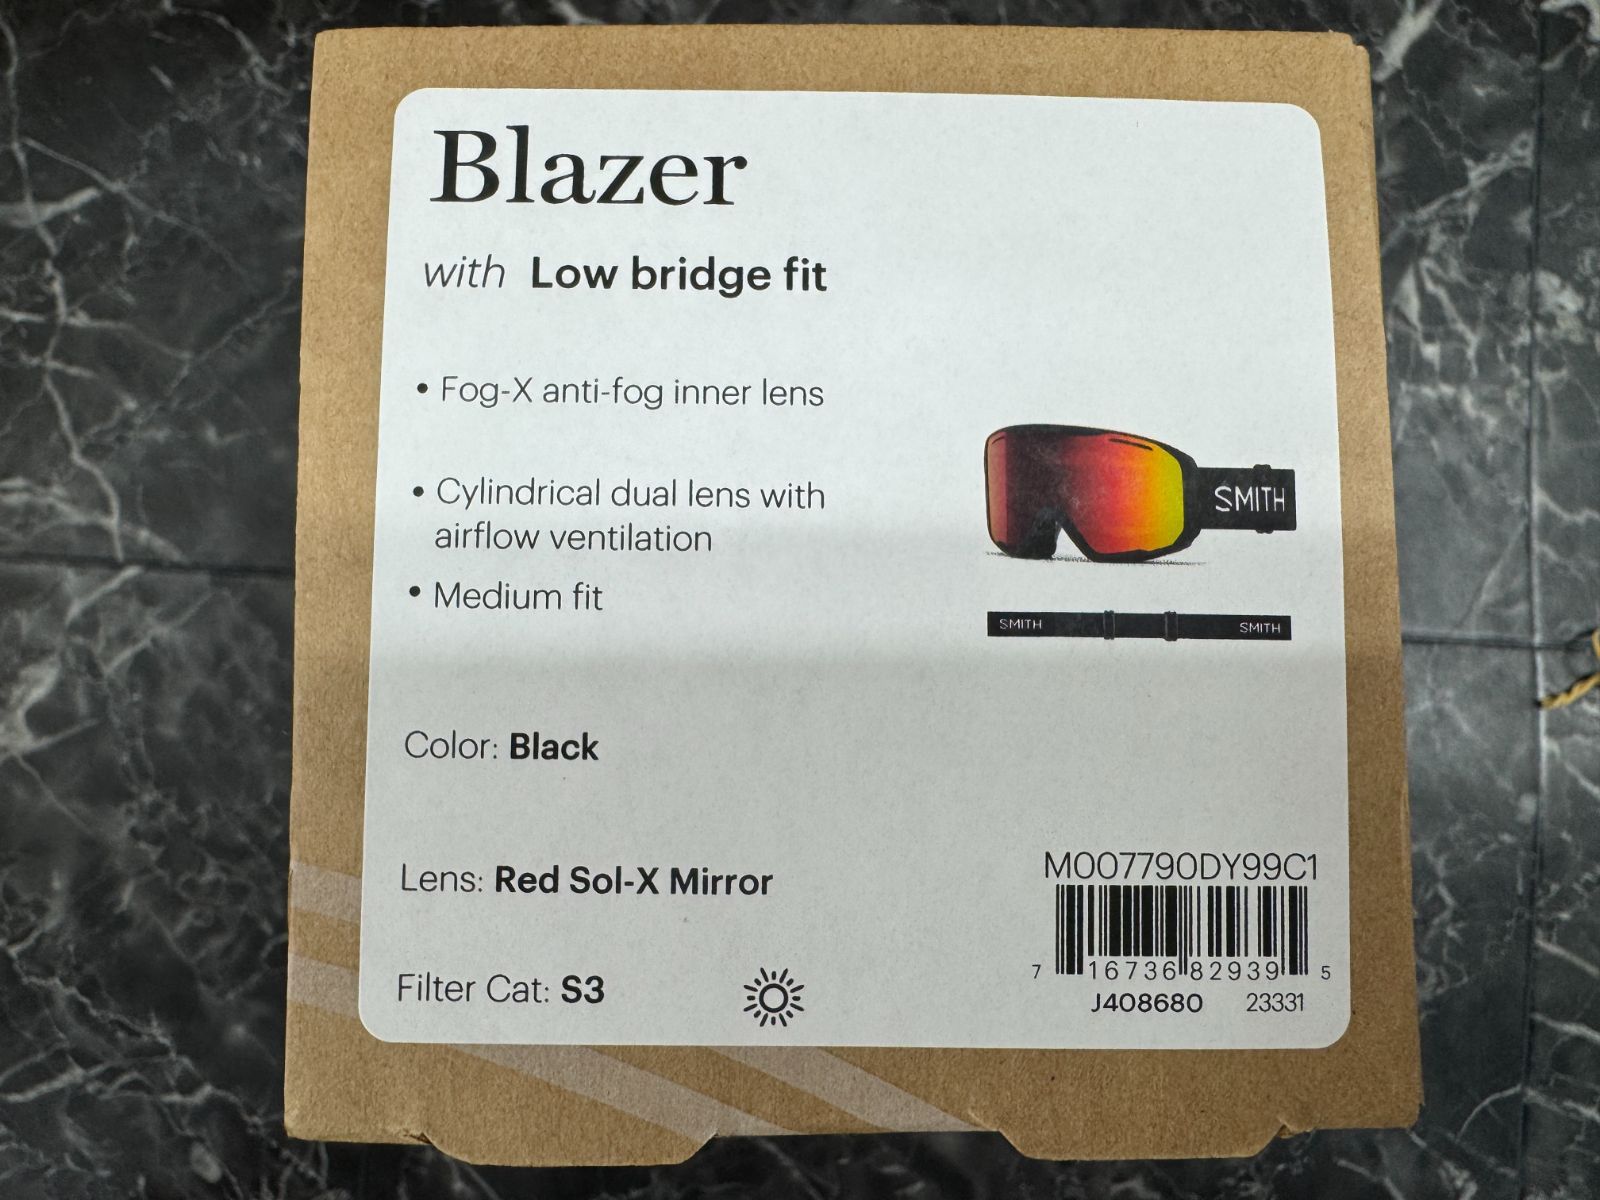 Blazer
with Low bridge fit
• Fog-X anti-fog inner lens
• Cylindrical dual lens with
airflow ventilation
• Medium fit
SMITH
SMITH SMITH
Color: Black
Lens: Red Sol-X Mirror
Filter Cat: S3
M007790DY99C1
7 16736 82939 5
J408680 23331